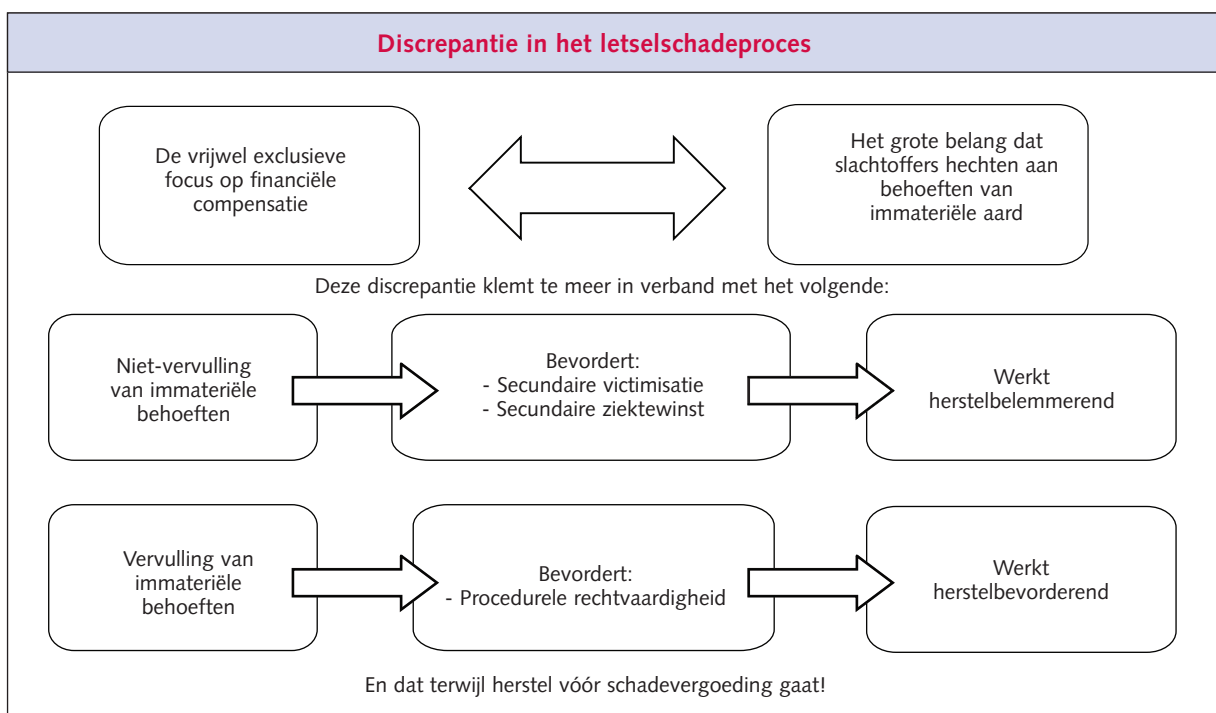 Discrepantie in het letselschadeproces
De vrijwel exclusieve
focus op financiële
compensatie
Het grote belang dat
slachtoffers hechten aan
behoeften van
immateriële aard
Deze discrepantie klemt te meer in verband met het volgende:
Niet-vervulling
van immateriële
behoeften
Bevordert:
- Secundaire victimisatie
- Secundaire ziektewinst
Werkt
herstelbelemmerend
Vervulling van
immateriële
behoeften
Bevordert:
- Procedurele rechtvaardigheid
Werkt
herstelbevorderend
En dat terwijl herstel vóór schadevergoeding gaat!